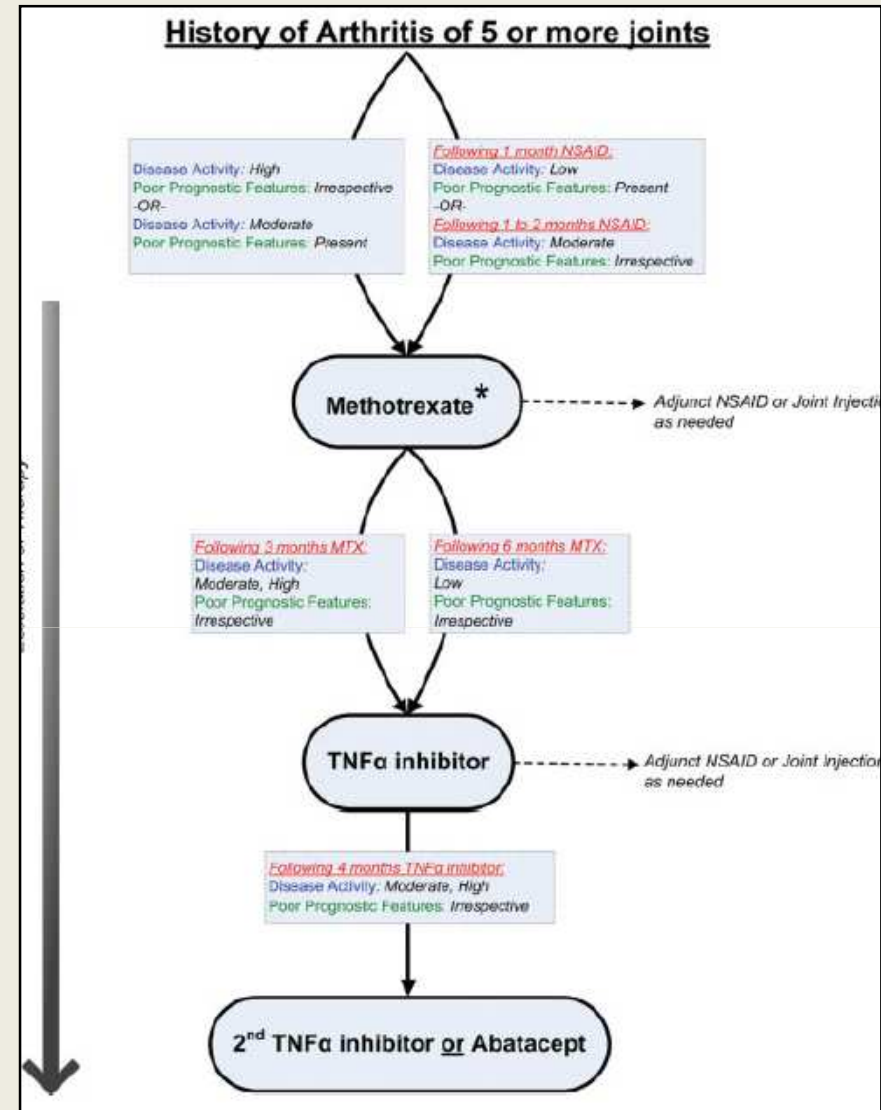 History of Arthritis of 5 or more joints
Disease Activity: High
Poor Prognostic Features: Irrespective
-OR-
Disease Activity: Moderate
Poor Prognostic Features: Present
Following 1 month NSAID:
Disease Activity: Low
Poor Prognostic Features: Present
-OR-
Following 1 to 2 months NSAID:
Disease Activity: Moderate
Poor Prognostic Features: Irrespective
Methotrexate*
Adjunct NSAID or Joint
as needed
Following 3 months MTX:
Disease Activity:
Moderate, High
Poor Prognostic Features:
Irrespective
Following 6 months MTX:
Disease Activity:
Low
Poor Prognostic Features:
Irrespective
TNFα inhibitor
Adjunct NSAID or Joint Injection
as needed
Following 4 months TNFα inhibitor:
Disease Activity: Moderate, High
Poor Prognostic Features: Irrespective
2nd TNFα inhibitor or Abatacept